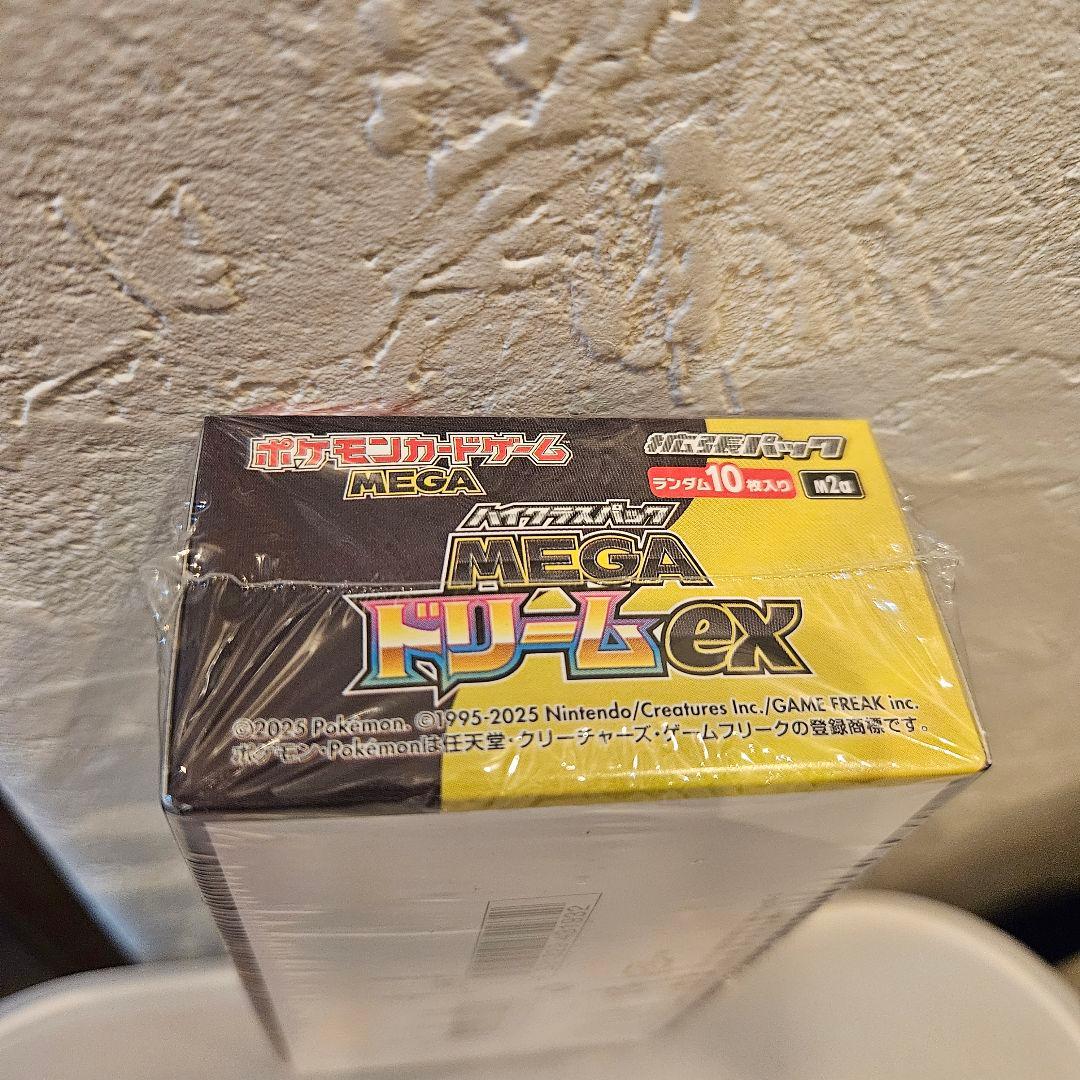 ポケモンカードゲーム
MEGA
拡張パック
ランダム10枚入り
M2a
ハイクラスパック
MEGA
ドリームex
©2025 Pokémon. ©1995-2025 Nintendo/Creatures Inc./GAME FREAK inc.
ポケモン・Pokémonは任天堂・クリーチャーズ・ゲームフリークの登録商標です。